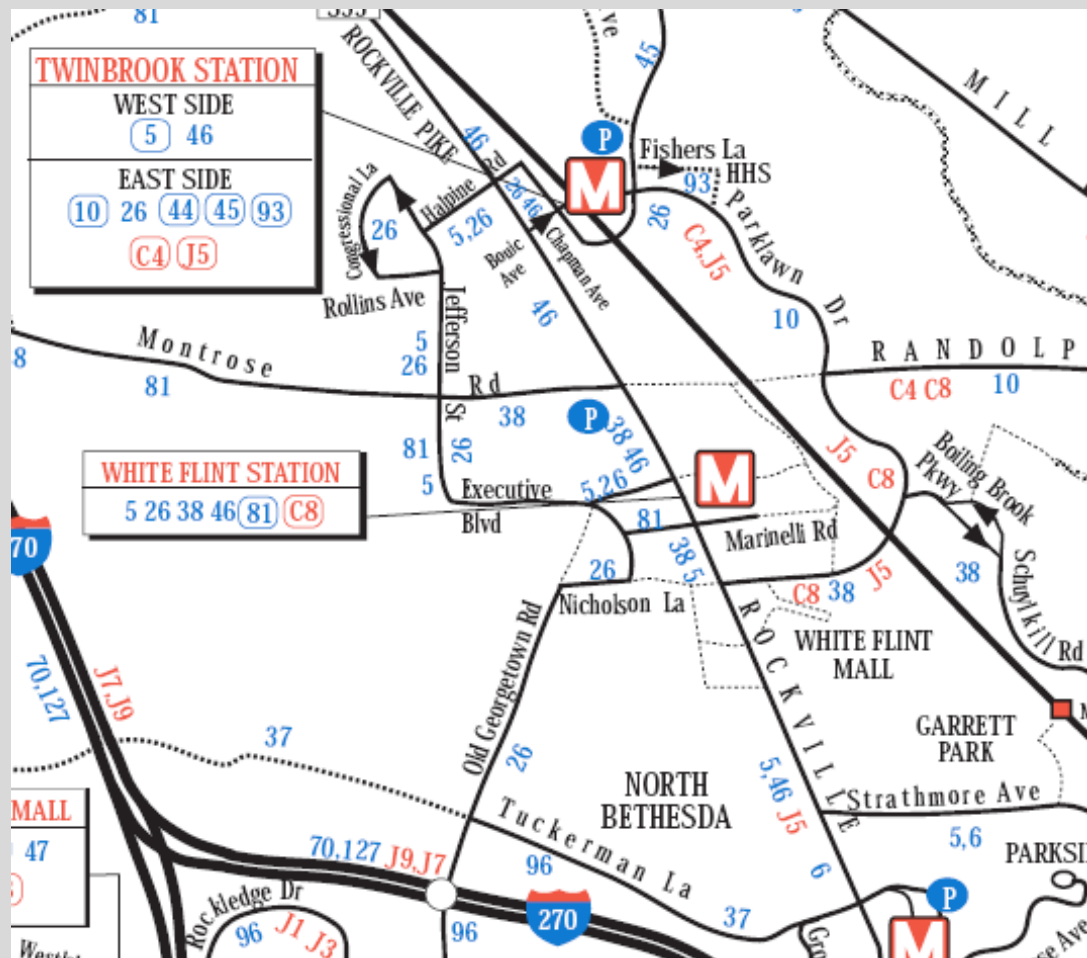 81
355
ROCKVILLE PIKE
45
MILL
TWINBROOK STATION
WEST SIDE
5 46
EAST SIDE
10 26 44 45 93
C4 J5
46
P
M
Fishers La
HHS
93
Parklawn Dr
26
C4,J5
10
Congressional La
26
Halpine Rd
5,26
26 46
Bouic Ave
Chapman Ave
46
Rollins Ave
Jefferson St
5
26
Montrose Rd
8
81
38
RANDOLP
C4 C8
10
P
38 46
81
26
5
WHITE FLINT STATION
5 26 38 46 81 C8
Executive Blvd
5,26
M
81
Marinelli Rd
J5
C8
Boiling Brook Pkwy
38
Schuylkill Rd
70
38 5
26
Nicholson La
C8 38 J5
ROCKVILLE
WHITE FLINT
MALL
70,127
J7,J9
37
Old Georgetown Rd
26
GARRETT
PARK
M
NORTH
BETHESDA
5,46 J5
Strathmore Ave
5,6
MALL
47
70,127 J9,J7
Tuckerman La
96
37
6
PARKSI
P
M
Rockledge Dr
96 J1 J3
96
270
Gro
se Ave